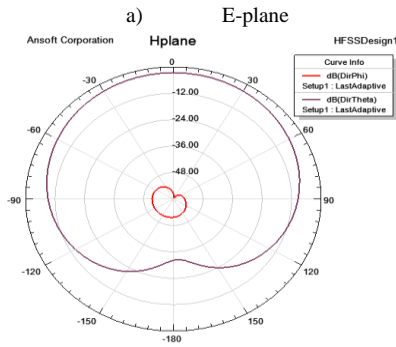 a) E-plane
Ansoft Corporation Hplane HFSSDesign1
Curve Info
dB(DirPhi)
Setup1 : LastAdaptive
dB(DirTheta)
Setup1 : LastAdaptive
0
-30 30
-12.00
-24.00
-60 60
-36.00
-48.00
-90 90
-120 120
-150 150
-180